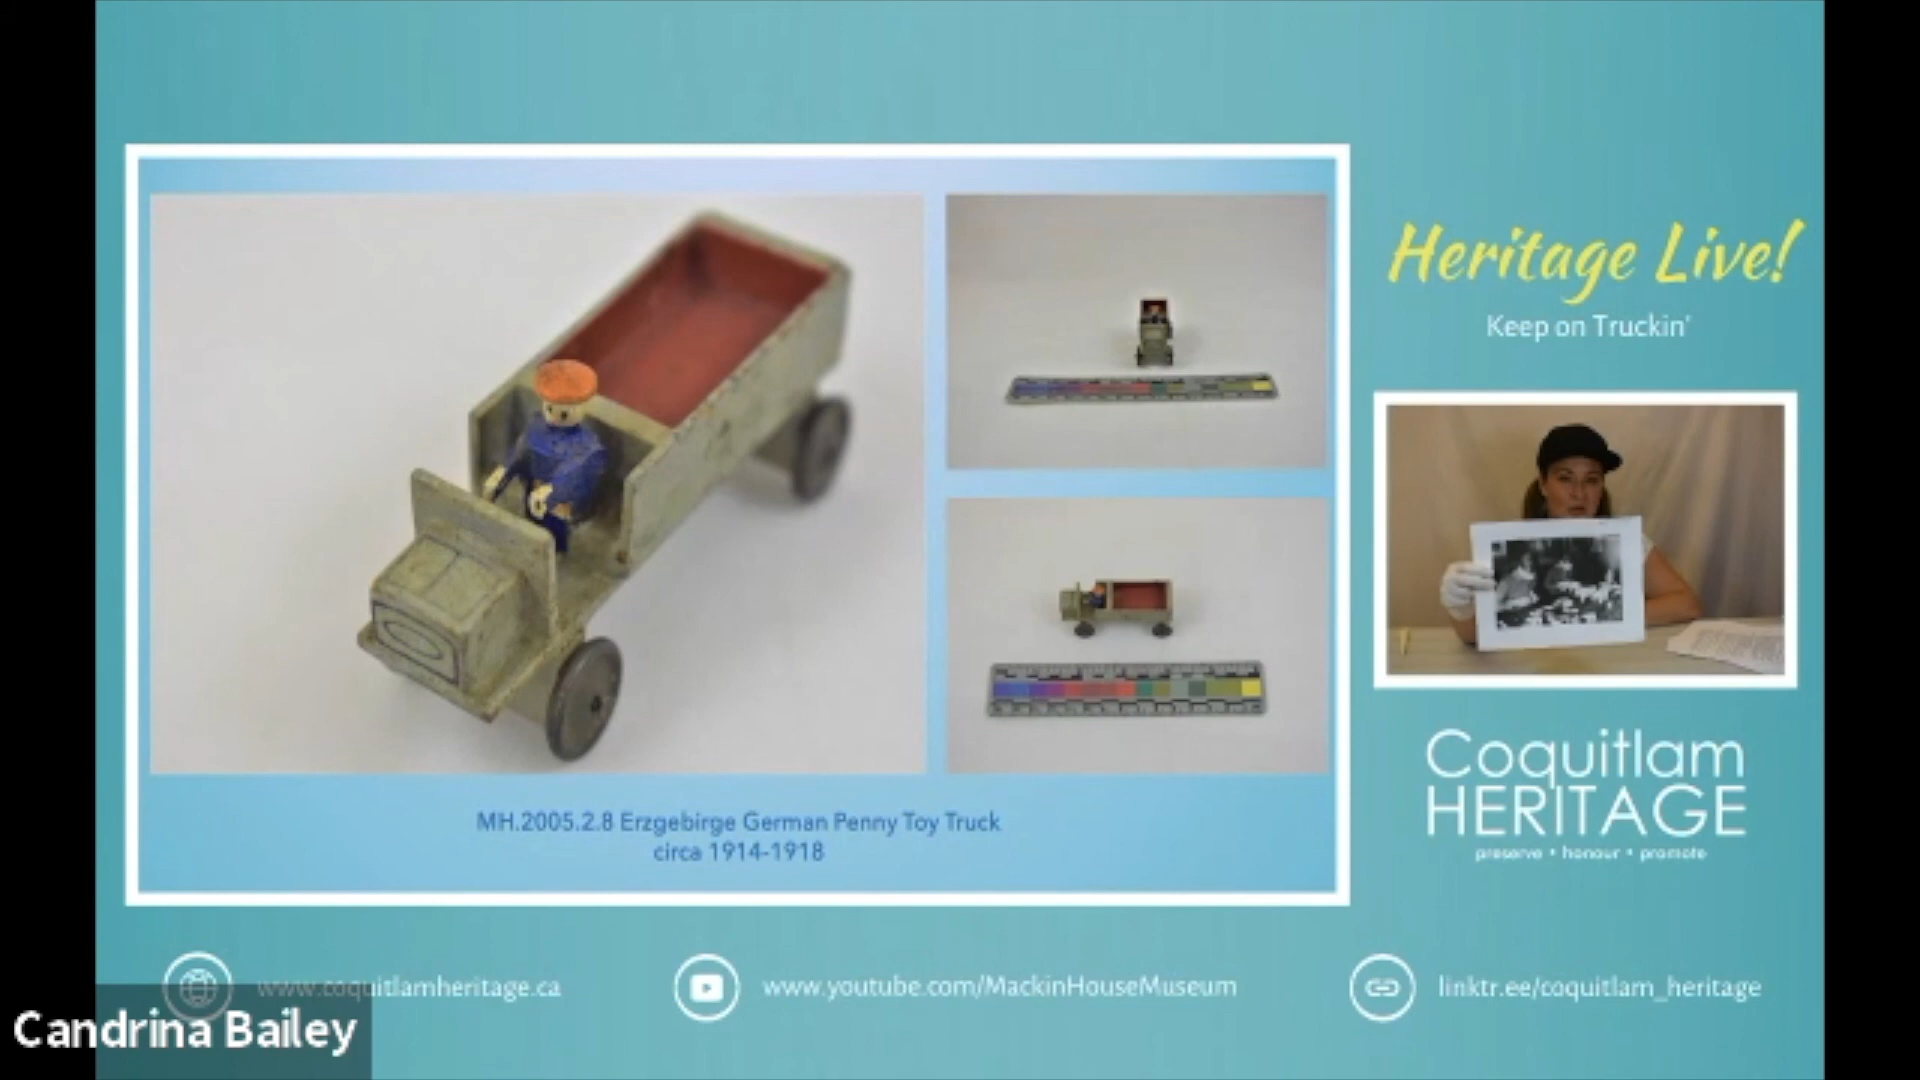 Heritage Live!
Keep on Truckin'
MH.2005.2.8 Erzgebirge German Penny Toy Truck
circa 1914-1918
Coquitlam
HERITAGE
preserve • honour • promote
www.coquitlamheritage.ca
www.youtube.com/MackinHouseMuseum
linktr.ee/coquitlam_heritage
Candrina Bailey